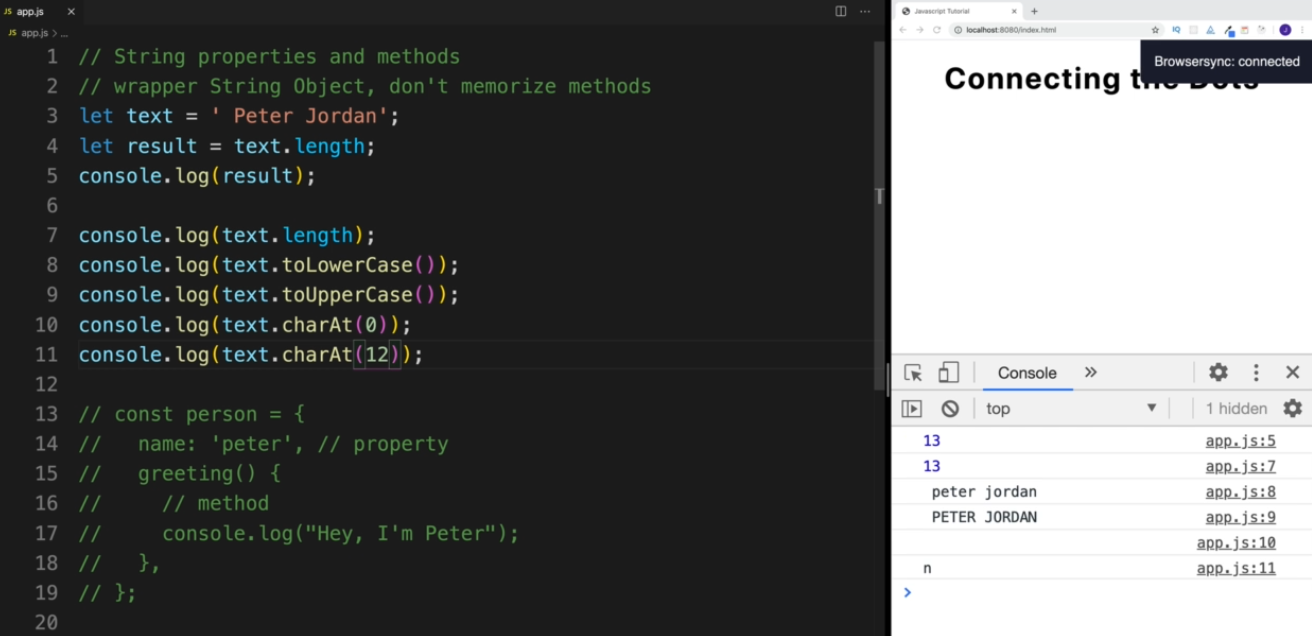 JS app.js ×
JS app.js > ...
1 // String properties and methods
2 // wrapper String Object, don't memorize methods
3 let text = ' Peter Jordan';
4 let result = text.length;
5 console.log(result);
6
7 console.log(text.length);
8 console.log(text.toLowerCase());
9 console.log(text.toUpperCase());
10 console.log(text.charAt(0));
11 console.log(text.charAt(12));
12
13 // const person = {
14 //   name: 'peter', // property
15 //   greeting() {
16 //     // method
17 //     console.log("Hey, I'm Peter");
18 //   },
19 // };
20
Javascript Tutorial
localhost:8080/index.html
Browsersync: connected
Connecting the Dots
Console
top 1 hidden
13 app.js:5
13 app.js:7
 peter jordan app.js:8
 PETER JORDAN app.js:9
app.js:10
n app.js:11